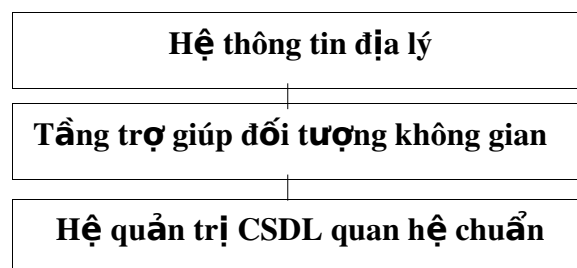 Hệ thông tin địa lý
Tầng trợ giúp đối tượng không gian
Hệ quản trị CSDL quan hệ chuẩn